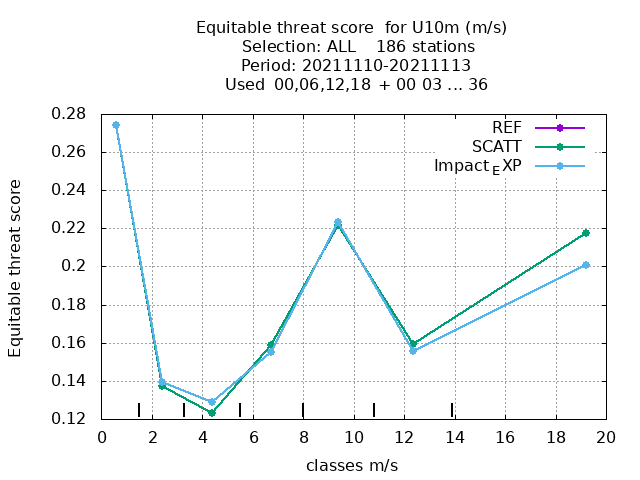 Equitable threat score  for U10m (m/s)
Selection: ALL    186 stations
Period: 20211110-20211113
Used  00,06,12,18  + 00 03 ... 36
0.28
0.26
0.24
0.22
0.2
0.18
0.16
0.14
0.12
Equitable threat score
REF
SCATT
Impact_EXP
0 2 4 6 8 10 12 14 16 18 20
classes m/s